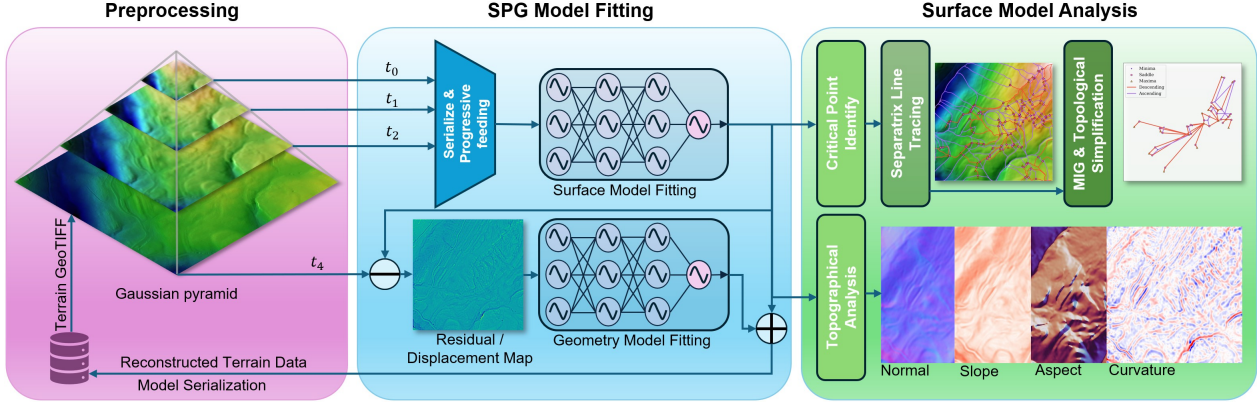 Preprocessing
SPG Model Fitting
Surface Model Analysis
t₀
t₁
t₂
t₄
Gaussian pyramid
Terrain GeoTIFF
Serialize &
Progressive
feeding
Surface Model Fitting
Residual /
Displacement Map
Geometry Model Fitting
Reconstructed Terrain Data
Model Serialization
Critical Point
Identify
Separatrix Line
Tracing
MIG & Topological
Simplification
Minima
Saddle
Maxima
Descending
Ascending
Topographical
Analysis
Normal
Slope
Aspect
Curvature